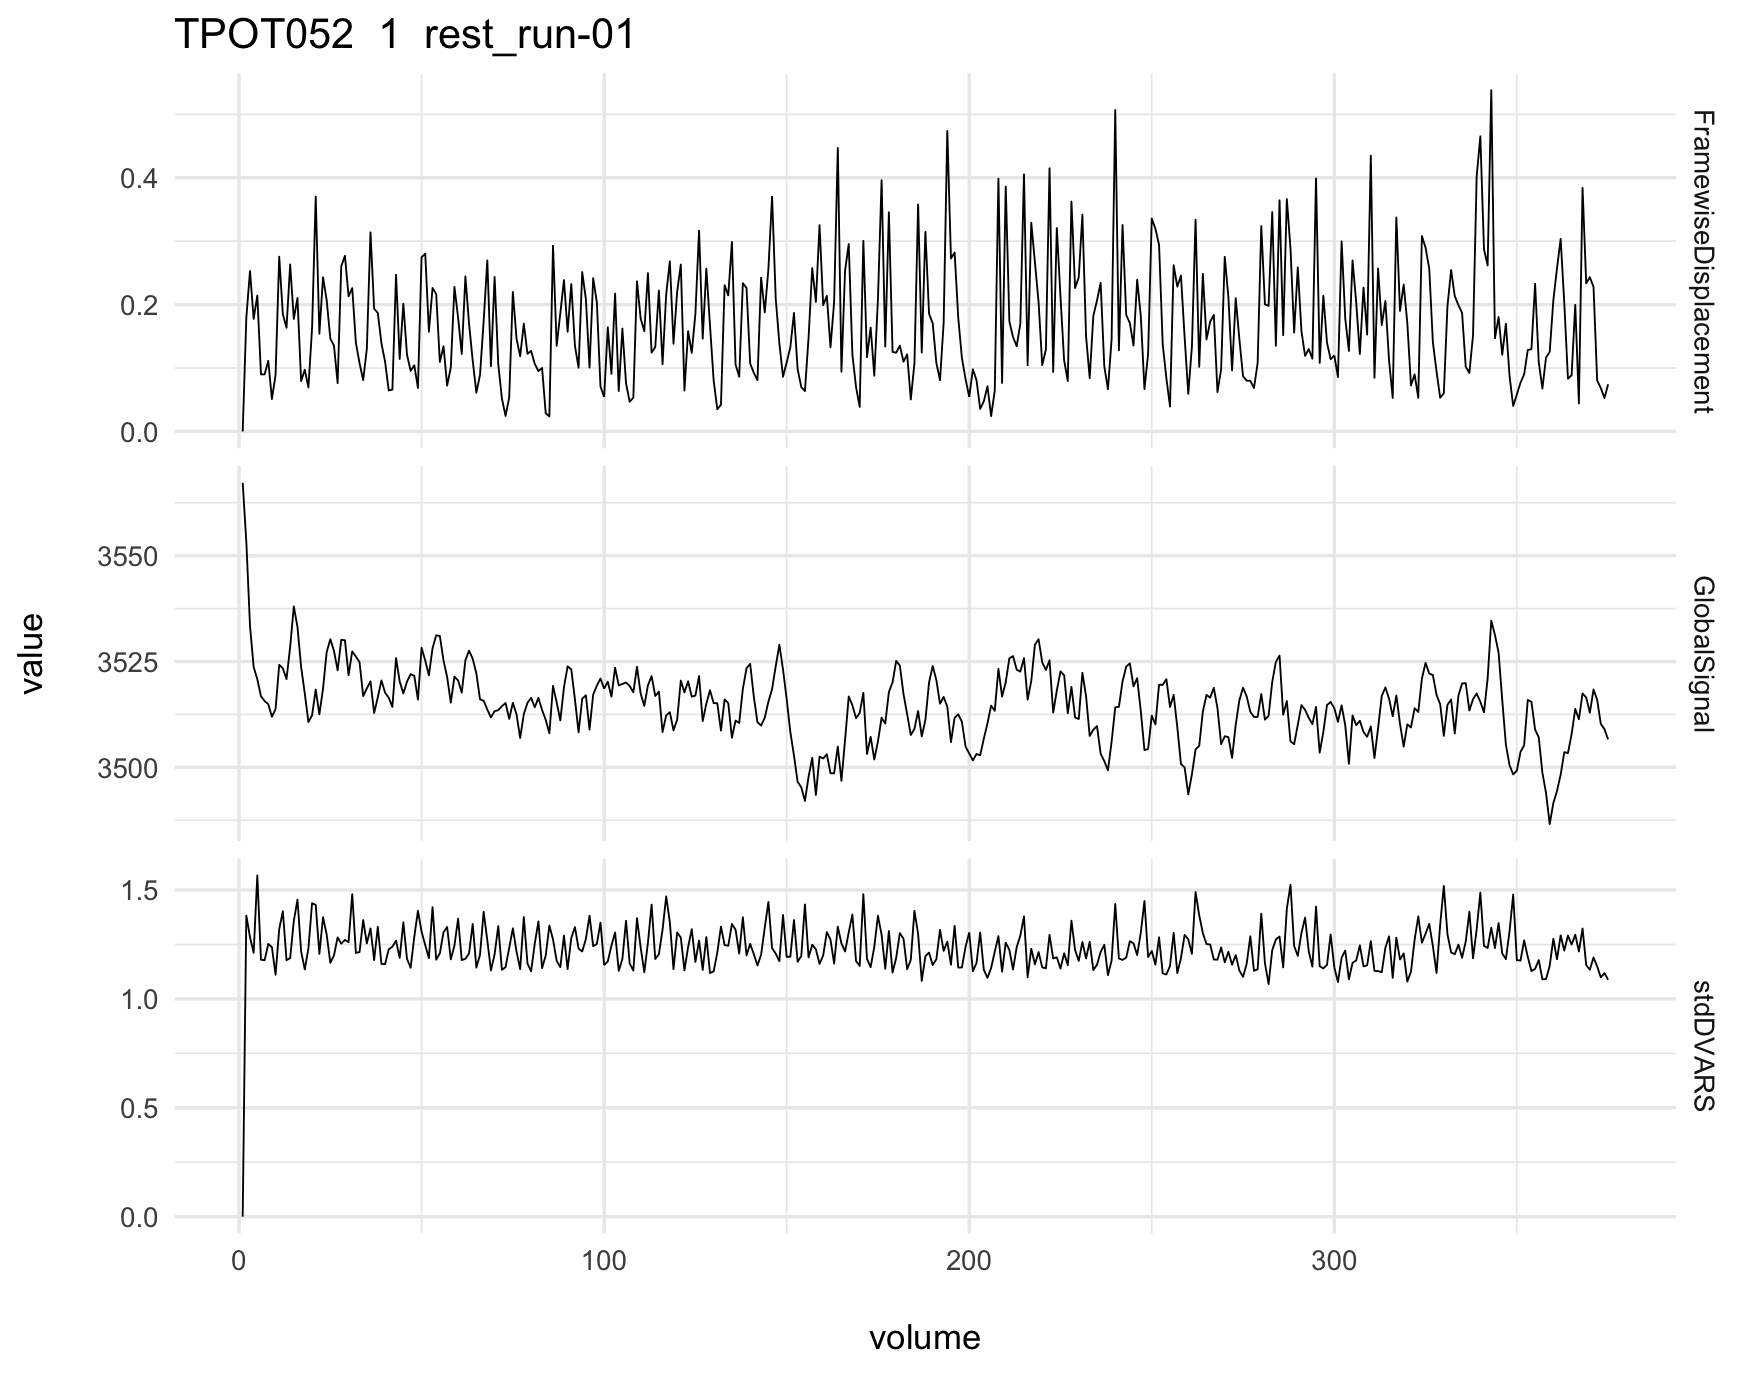 TPOT052 1 rest_run-01
0.4
0.2
0.0
FramewiseDisplacement
3550
3525
3500
GlobalSignal
value
1.5
1.0
0.5
0.0
stdDVARS
0 100 200 300
volume